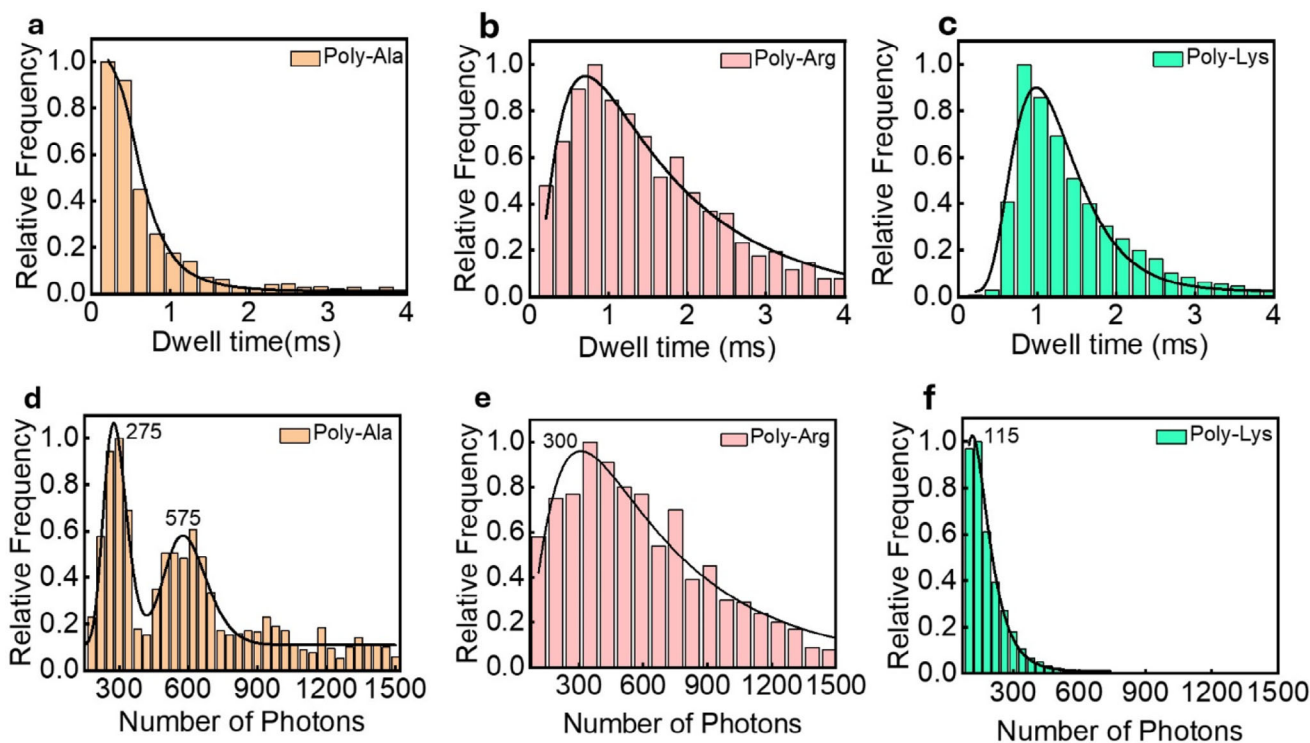 a
Poly-Ala
Relative Frequency
1.0
0.8
0.6
0.4
0.2
0.0
0 1 2 3 4
Dwell time(ms)
b
Poly-Arg
Relative Frequency
1.0
0.8
0.6
0.4
0.2
0.0
0 1 2 3 4
Dwell time (ms)
c
Poly-Lys
Relative Frequency
1.0
0.8
0.6
0.4
0.2
0.0
0 1 2 3 4
Dwell time (ms)
d
275
Poly-Ala
575
Relative Frequency
1.0
0.8
0.6
0.4
0.2
0.0
300 600 900 1200 1500
Number of Photons
e
300
Poly-Arg
Relative Frequency
1.0
0.8
0.6
0.4
0.2
0.0
300 600 900 1200 1500
Number of Photons
f
115
Poly-Lys
Relative Frequency
1.0
0.8
0.6
0.4
0.2
0.0
300 600 900 1200 1500
Number of Photons